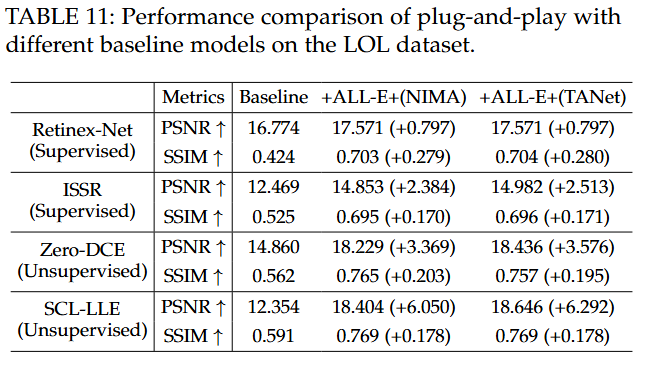 TABLE 11: Performance comparison of plug-and-play with
different baseline models on the LOL dataset.
Metrics Baseline +ALL-E+(NIMA) +ALL-E+(TANet)
Retinex-Net (Supervised) PSNR ↑ 16.774 17.571 (+0.797) 17.571 (+0.797)
SSIM ↑ 0.424 0.703 (+0.279) 0.704 (+0.280)
ISSR (Supervised) PSNR ↑ 12.469 14.853 (+2.384) 14.982 (+2.513)
SSIM ↑ 0.525 0.695 (+0.170) 0.696 (+0.171)
Zero-DCE (Unsupervised) PSNR ↑ 14.860 18.229 (+3.369) 18.436 (+3.576)
SSIM ↑ 0.562 0.765 (+0.203) 0.757 (+0.195)
SCL-LLE (Unsupervised) PSNR ↑ 12.354 18.404 (+6.050) 18.646 (+6.292)
SSIM ↑ 0.591 0.769 (+0.178) 0.769 (+0.178)